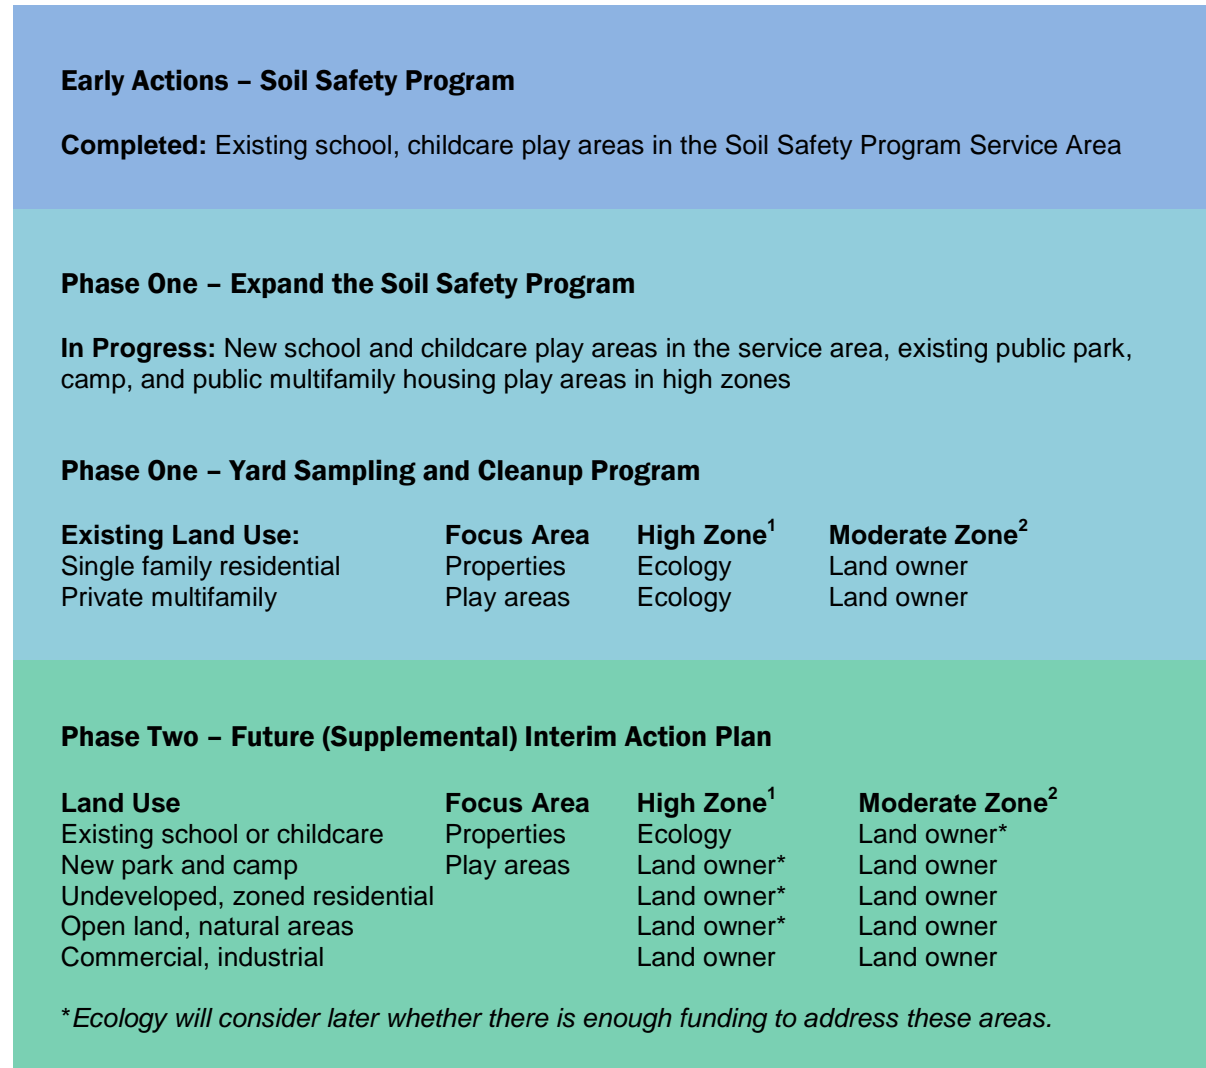 Early Actions – Soil Safety Program
Completed: Existing school, childcare play areas in the Soil Safety Program Service Area
Phase One – Expand the Soil Safety Program
In Progress: New school and childcare play areas in the service area, existing public park,
camp, and public multifamily housing play areas in high zones
Phase One – Yard Sampling and Cleanup Program
Existing Land Use: Focus Area High Zone1 Moderate Zone2
Single family residential Properties Ecology Land owner
Private multifamily Play areas Ecology Land owner
Phase Two – Future (Supplemental) Interim Action Plan
Land Use Focus Area High Zone1 Moderate Zone2
Existing school or childcare Properties Ecology Land owner*
New park and camp Play areas Land owner* Land owner
Undeveloped, zoned residential Land owner* Land owner
Open land, natural areas Land owner* Land owner
Commercial, industrial Land owner Land owner
*Ecology will consider later whether there is enough funding to address these areas.